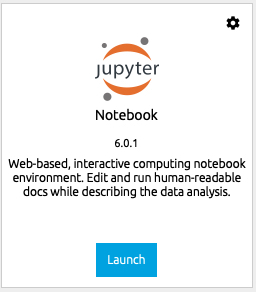 jupyter
Notebook
6.0.1
Web-based, interactive computing notebook
environment. Edit and run human-readable
docs while describing the data analysis.
Launch